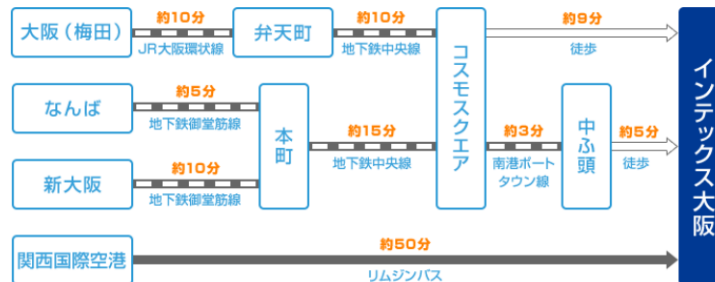 約10分
約10分
約9分
大阪（梅田）
弁天町
JR大阪環状線
地下鉄中央線
徒歩
コスモスクエア
インテックス大阪
約5分
なんば
地下鉄御堂筋線
本町
約15分
地下鉄中央線
約3分
南港ポート
タウン線
中ふ頭
約5分
徒歩
約10分
新大阪
地下鉄御堂筋線
約50分
関西国際空港
リムジンバス